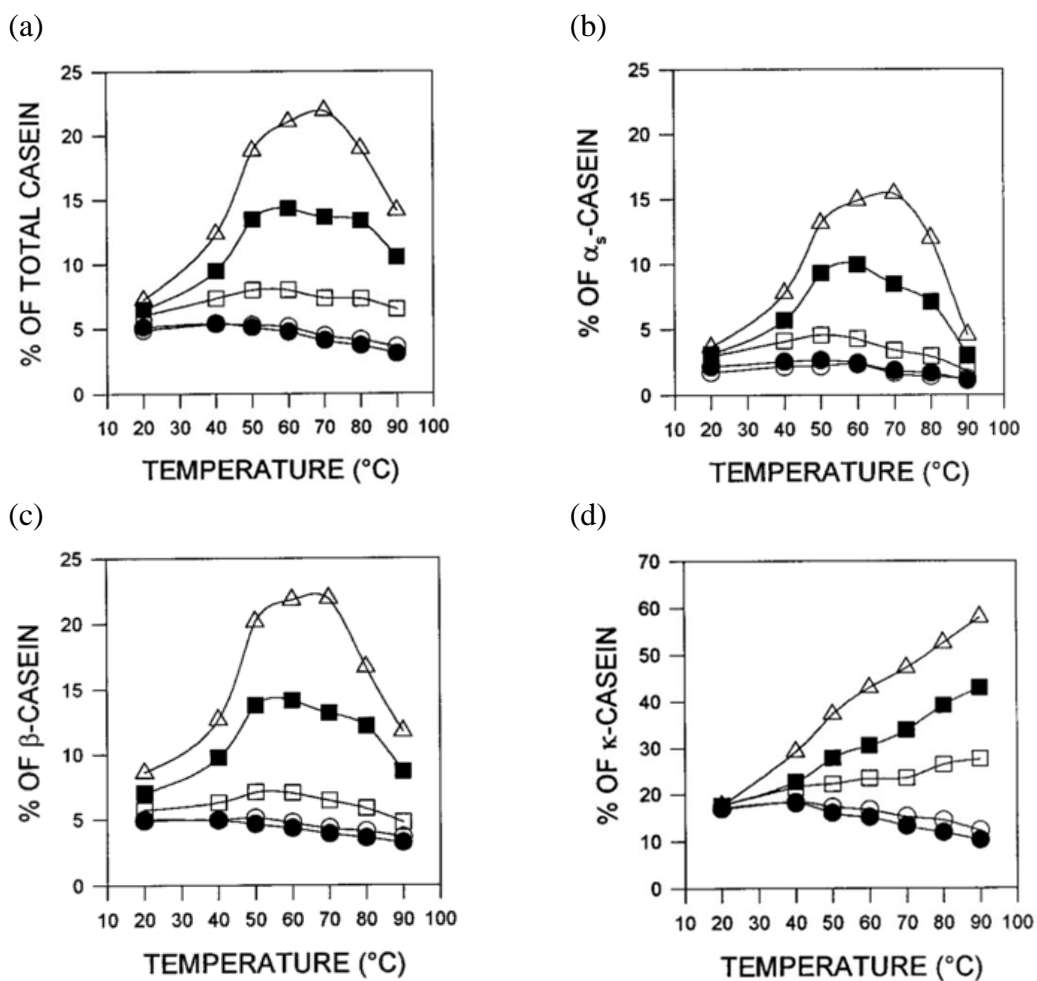 (a)
(b)
% OF TOTAL CASEIN
25
20
15
10
5
0
10 20 30 40 50 60 70 80 90 100
TEMPERATURE (°C)
% OF αs-CASEIN
25
20
15
10
5
0
10 20 30 40 50 60 70 80 90 100
TEMPERATURE (°C)
(c)
(d)
% OF β-CASEIN
25
20
15
10
5
0
10 20 30 40 50 60 70 80 90 100
TEMPERATURE (°C)
% OF κ-CASEIN
70
60
50
40
30
20
10
0
10 20 30 40 50 60 70 80 90 100
TEMPERATURE (°C)